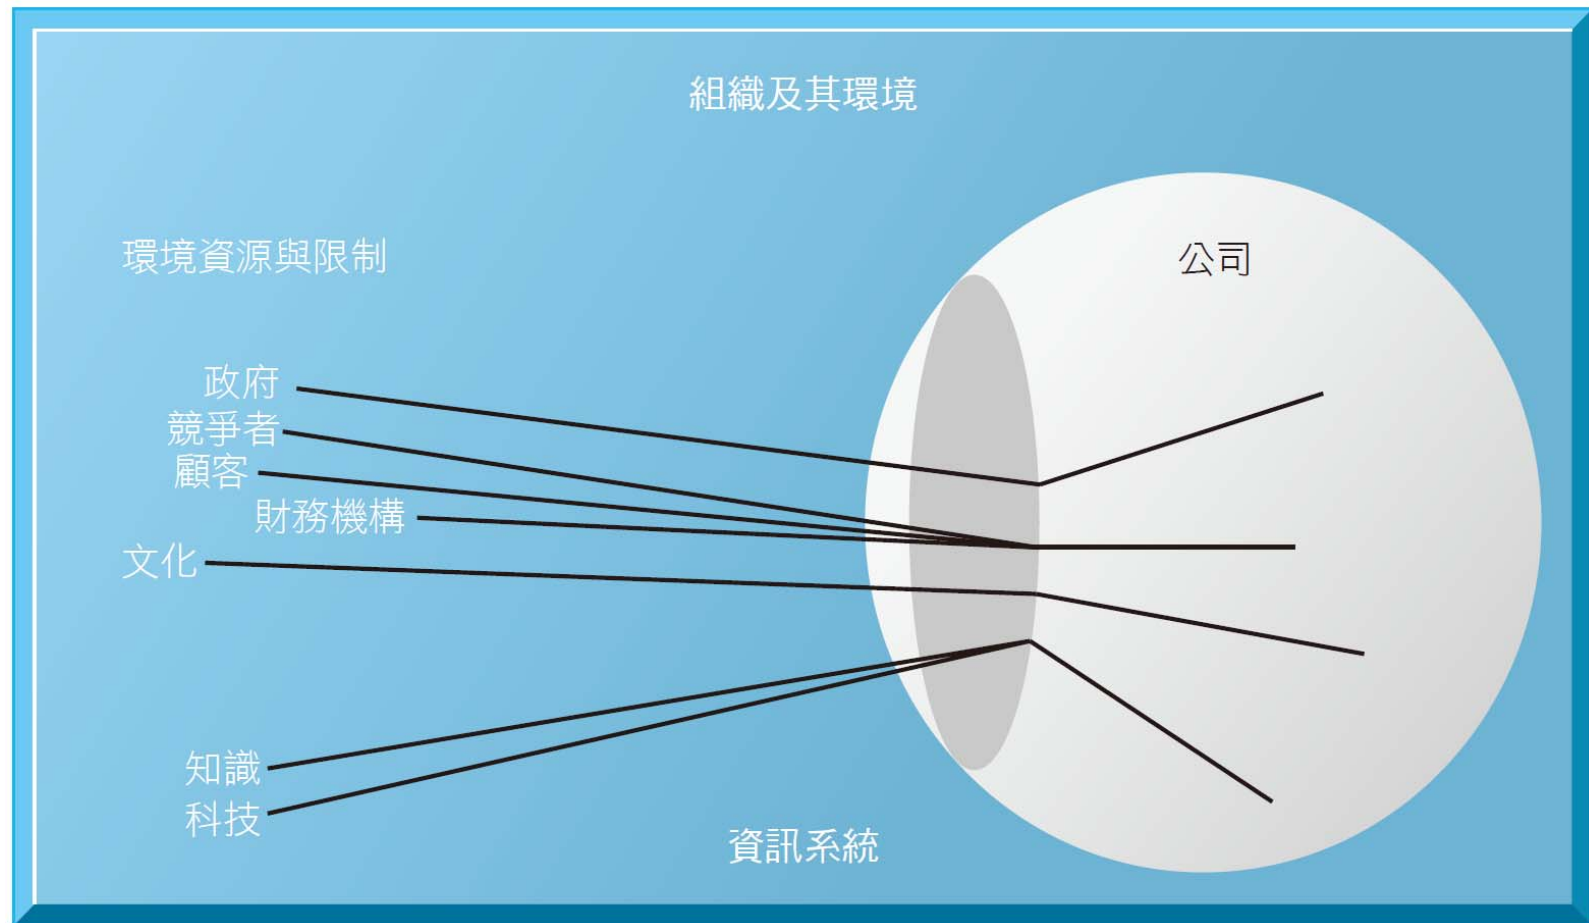 組織及其環境
環境資源與限制
公司
政府
競爭者
顧客
財務機構
文化
知識
科技
資訊系統